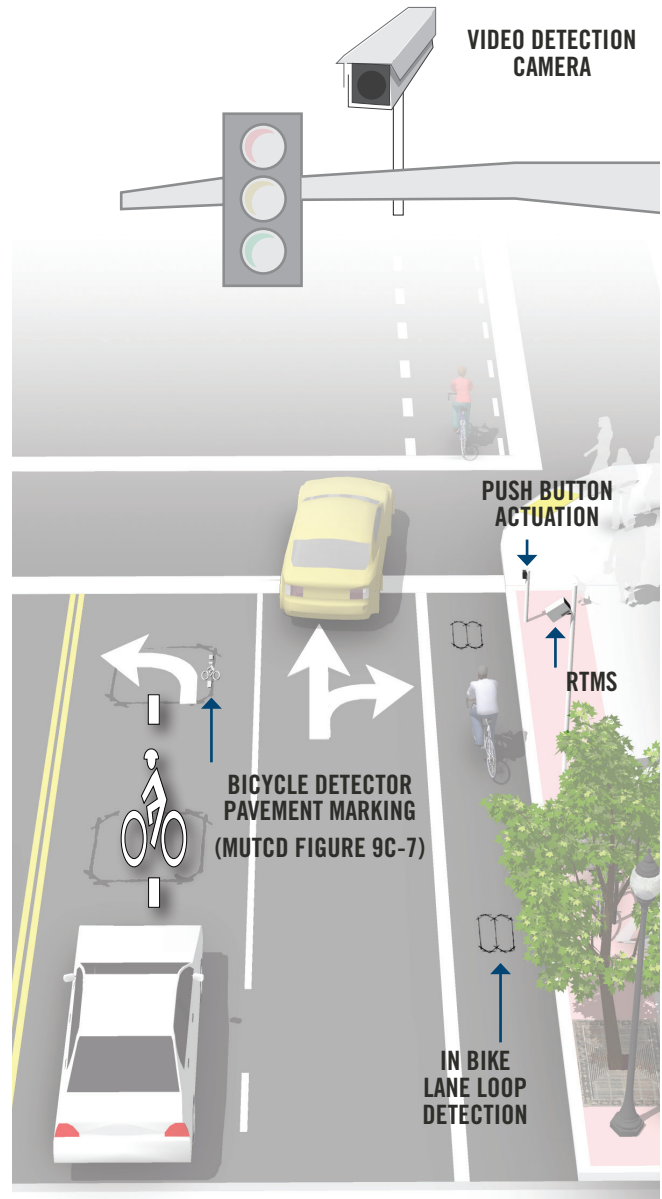 VIDEO DETECTION
CAMERA
PUSH BUTTON
ACTUATION
RTMS
BICYCLE DETECTOR
PAVEMENT MARKING
(MUTCD FIGURE 9C-7)
IN BIKE
LANE LOOP
DETECTION